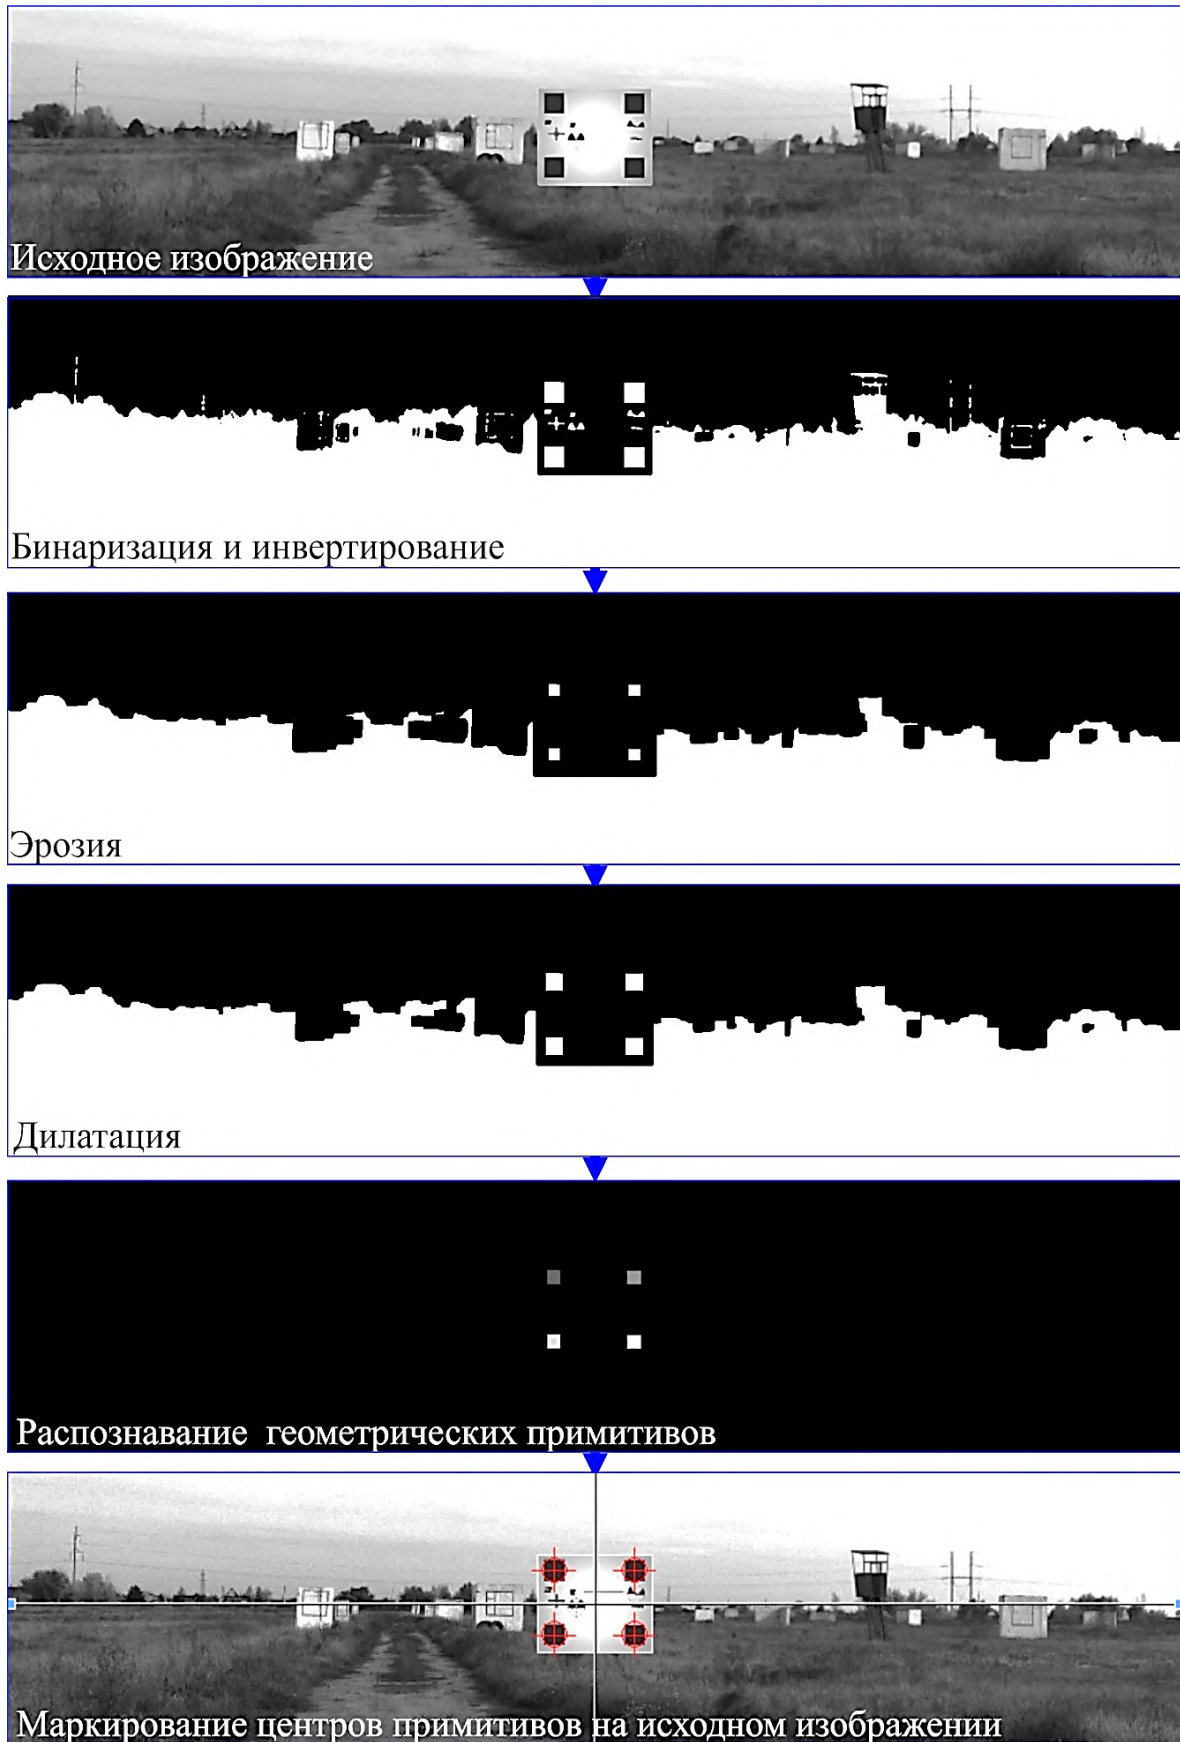 Исходное изображение
Бинаризация и инвертирование
Эрозия
Дилатация
Распознавание геометрических примитивов
Маркирование центров примитивов на исходном изображении